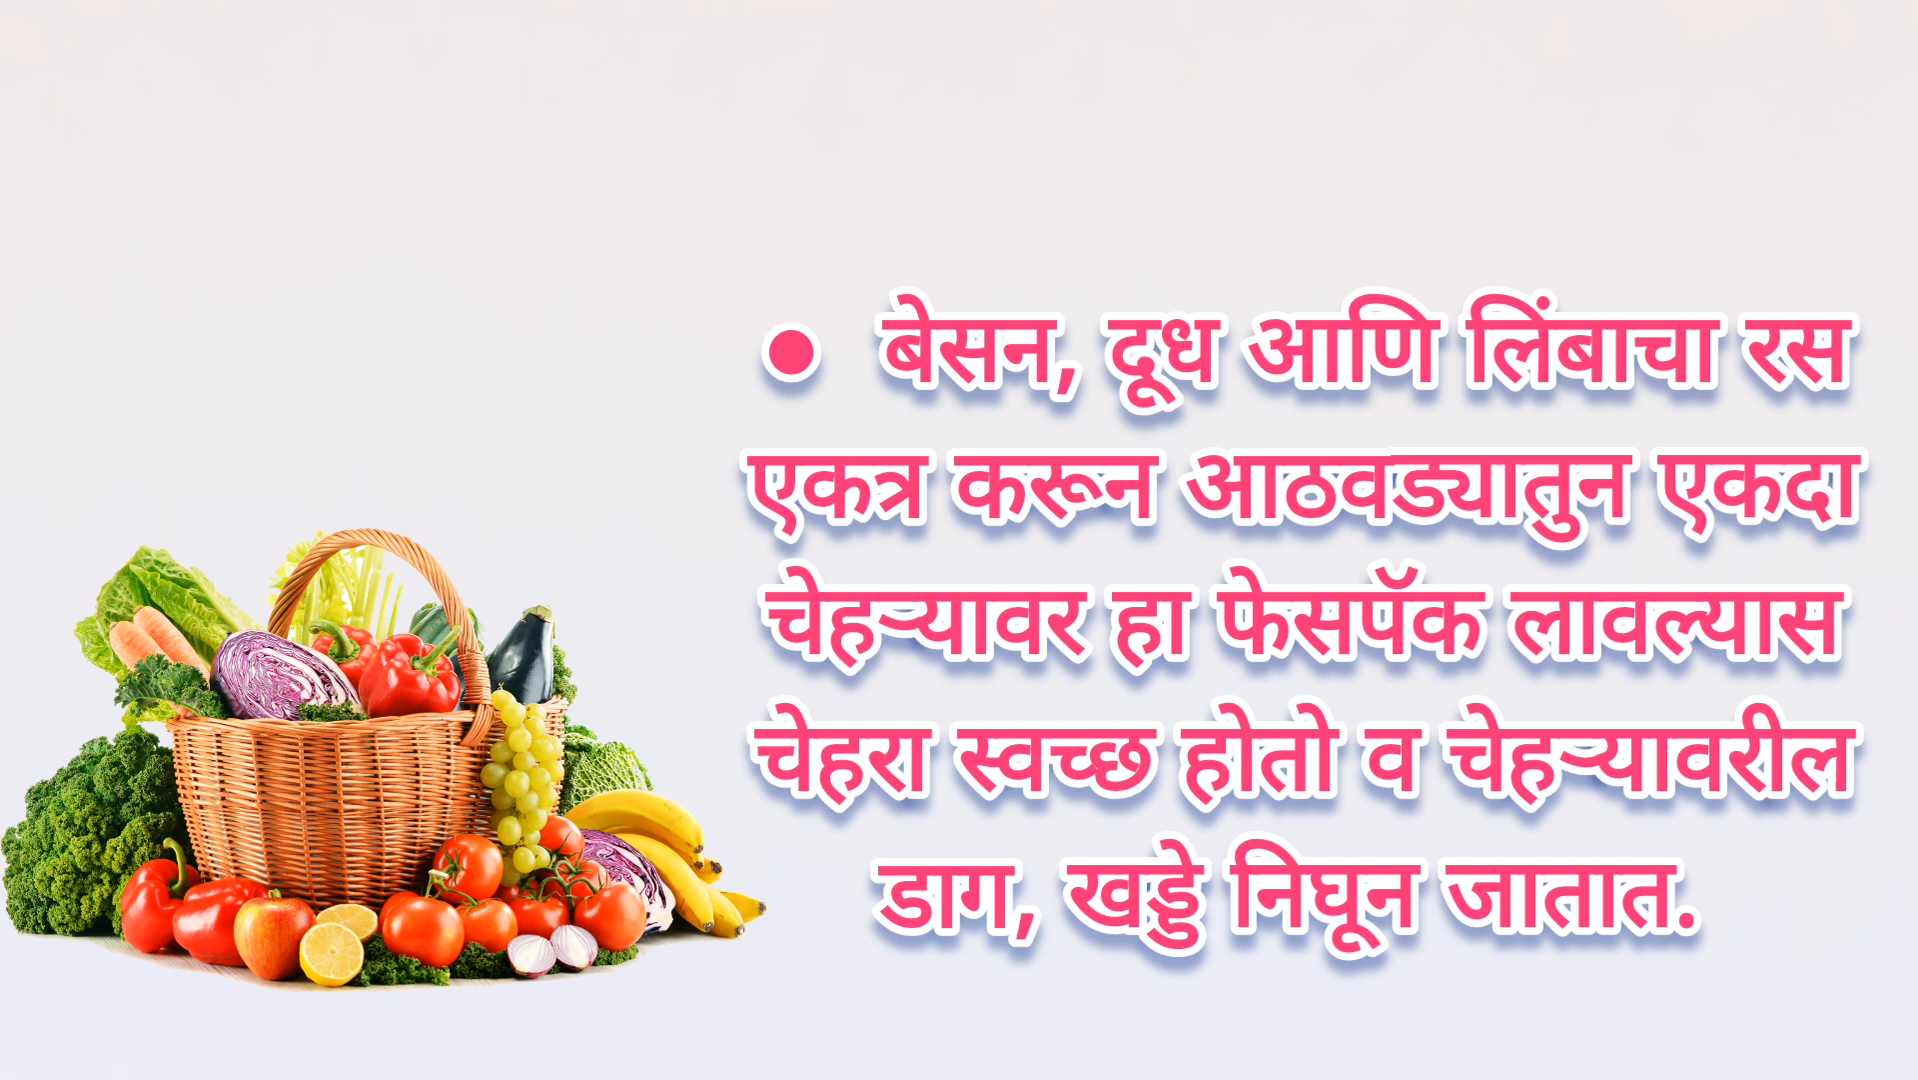 ● बेसन, दूध आणि लिंबाचा रस
एकत्र करून आठवड्यातुन एकदा
चेहऱ्यावर हा फेसपॅक लावल्यास
चेहरा स्वच्छ होतो व चेहऱ्यावरील
डाग, खड्डे निघून जातात.